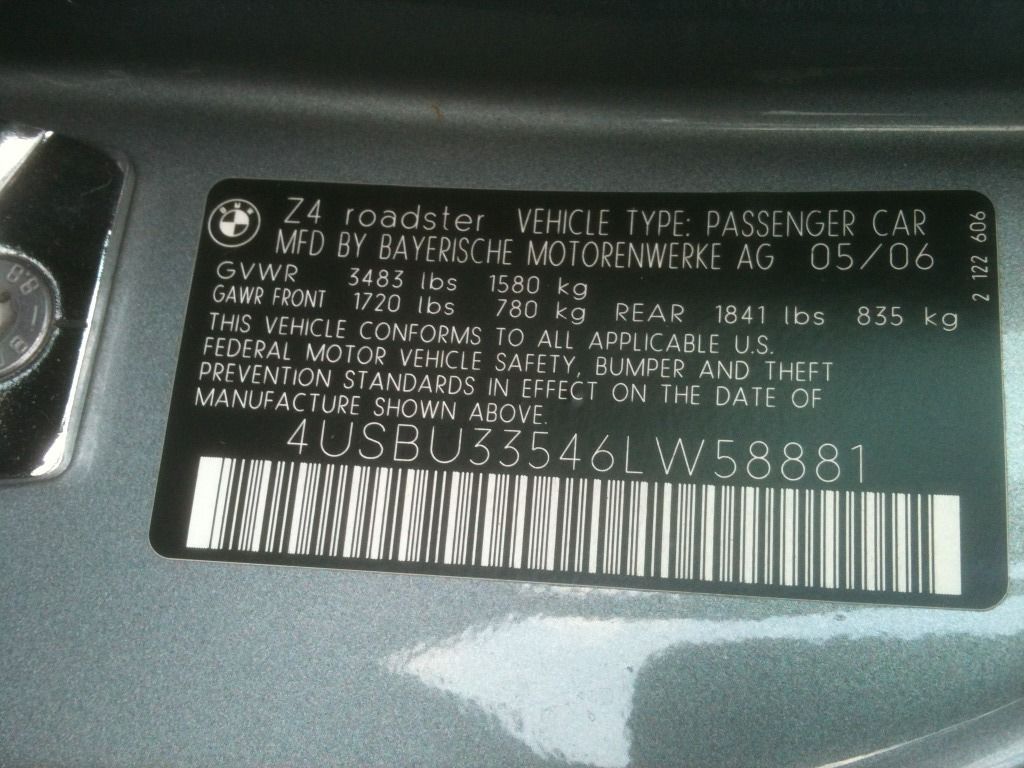 BMW
Z4 roadster VEHICLE TYPE: PASSENGER CAR
MFD BY BAYERISCHE MOTORENWERKE AG 05/06
GVWR 3483 lbs 1580 kg
GAWR FRONT 1720 lbs 780 kg REAR 1841 lbs 835 kg
THIS VEHICLE CONFORMS TO ALL APPLICABLE U.S.
FEDERAL MOTOR VEHICLE SAFETY, BUMPER AND THEFT
PREVENTION STANDARDS IN EFFECT ON THE DATE OF
MANUFACTURE SHOWN ABOVE.
4USBU33546LW58881
2 122 606
8.8